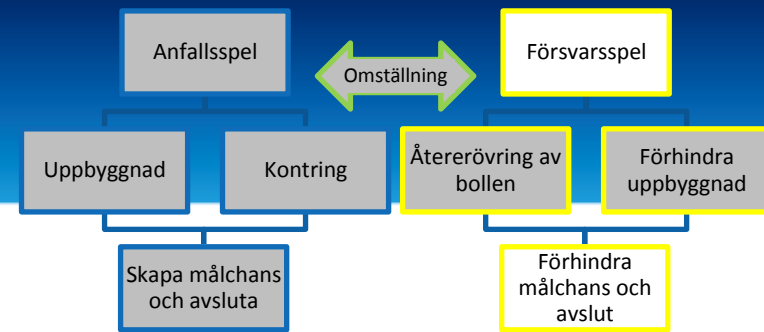 Anfallsspel
Omställning
Försvarsspel
Uppbyggnad
Kontring
Återerövring av
bollen
Förhindra
uppbyggnad
Skapa målchans
och avsluta
Förhindra
målchans och
avslut